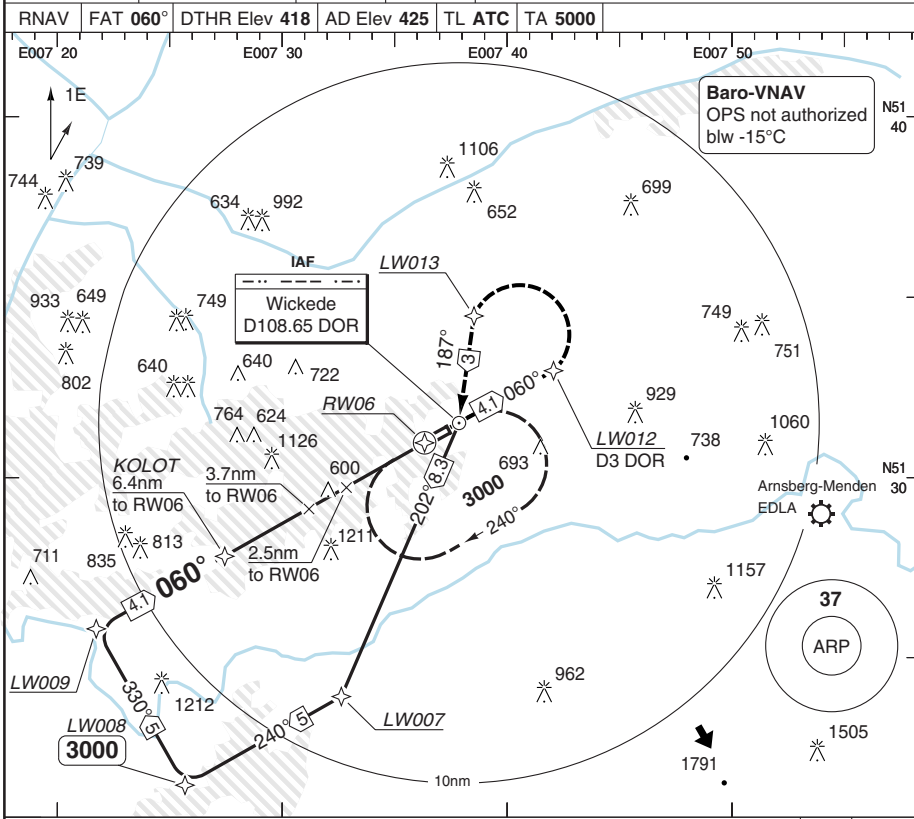 RNAV FAT 060° DTHR Elev 418 AD Elev 425 TL ATC TA 5000
E007 20 E007 30 E007 40 E007 50
1E
Baro-VNAV
OPS not authorized
blw -15°C
N51
40
739
744
1106
652
699
634 992
IAF
Wickede
D108.65 DOR
LW013
933 649
749
802
749
751
187°
3
640
640
722
060°
4.1
RW06
764 624
1126
929
LW012
D3 DOR
738
1060
KOLOT
6.4nm
to RW06
3.7nm
to RW06
600
8.3
202°
3000
693
240°
N51
30
Arnsberg-Menden
EDLA
835
813
1211
2.5nm
to RW06
711
060°
4.1
1157
37
ARP
LW009
1212
330°
5
962
LW008
3000
240°
5
LW007
1505
1791
10nm